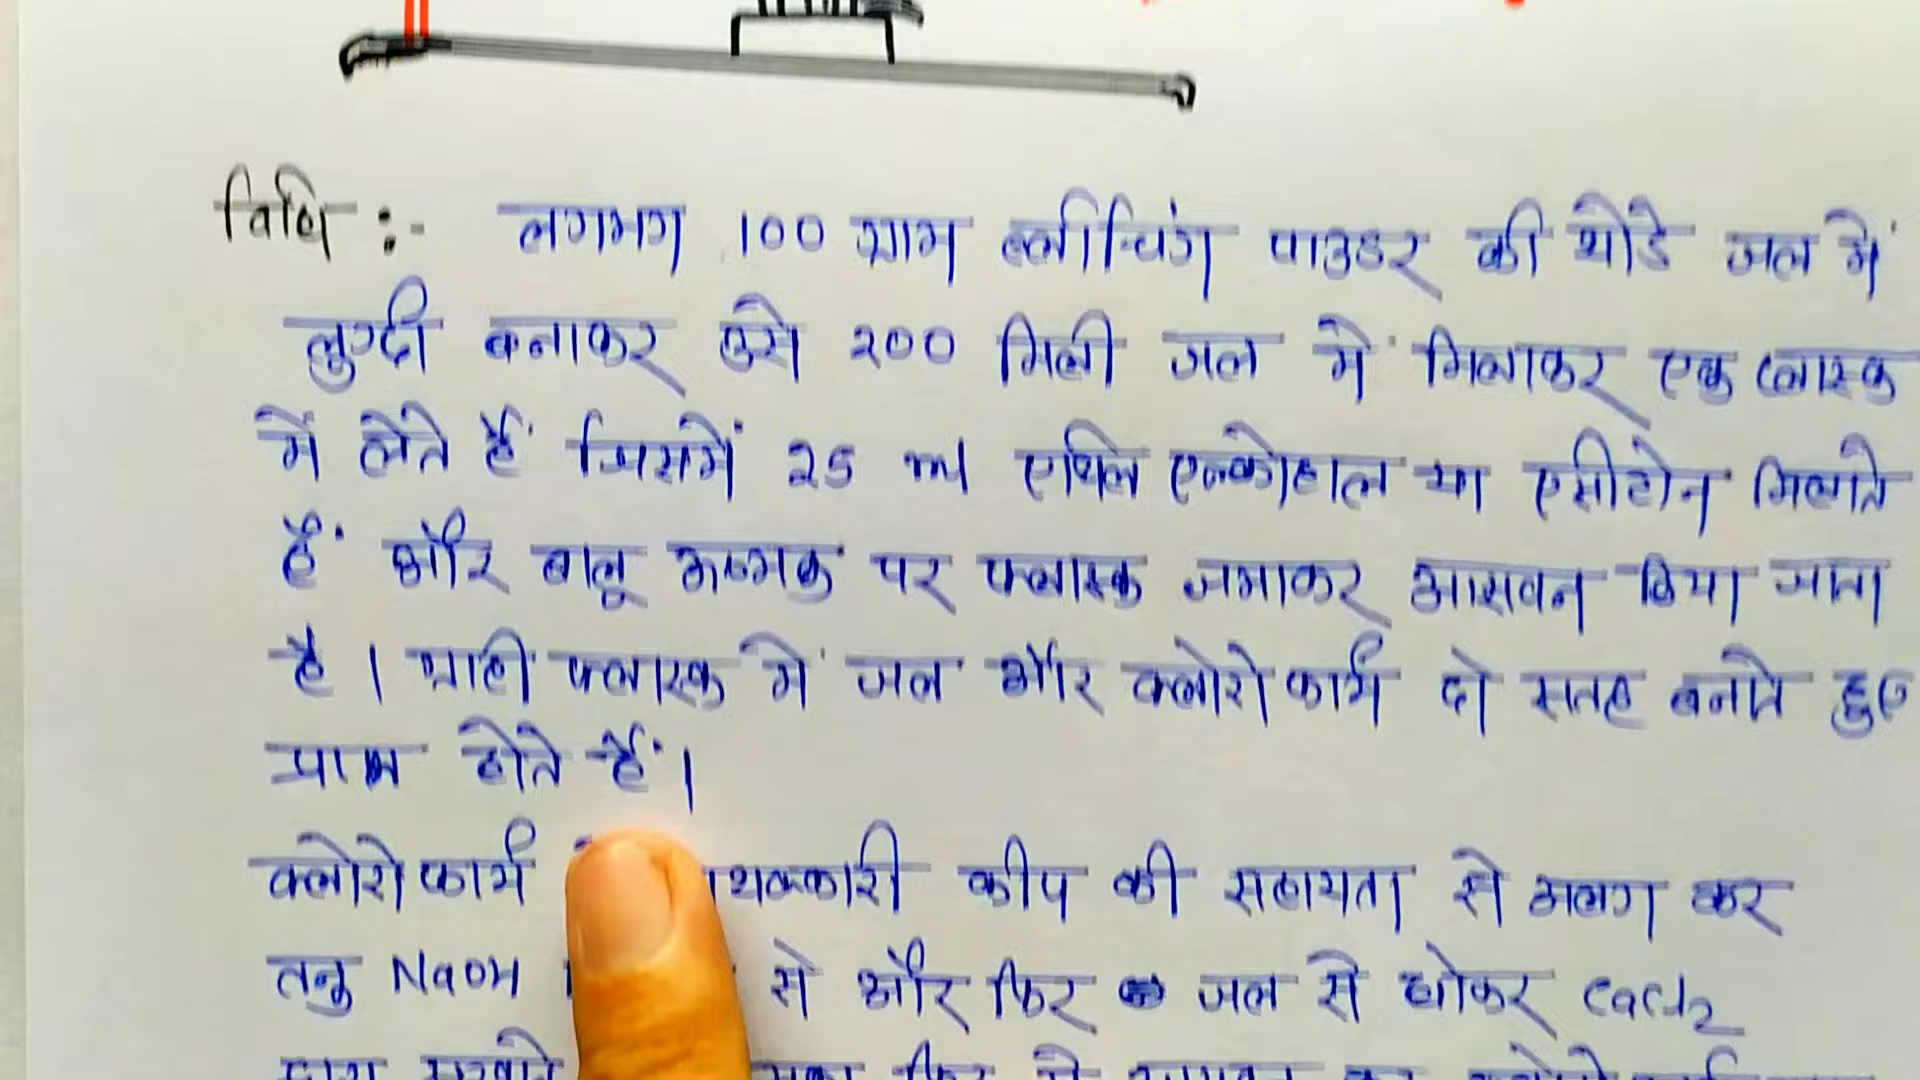 विधि :- लगभग 100 ग्राम ब्लीचिंग पाउडर की थोडे जल में
लुग्दी बनाकर उसे 200 मिली जल में मिलाकर एक फ्लास्क
में लेते हैं जिसमें 25 ml एथिल एल्कोहाल या एसीटोन मिलाते
हैं और बालू ऊष्मक पर फ्लास्क जमाकर आसवन किया जाता
है । ग्राही फ्लास्क में जल और क्लोरोफार्म दो सतह बनाते हुए
प्राप्त होते हैं ।
क्लोरोफार्म कीप की सहायता से अलग कर
तनु NaOH से और फिर जल से धोकर CaCl2